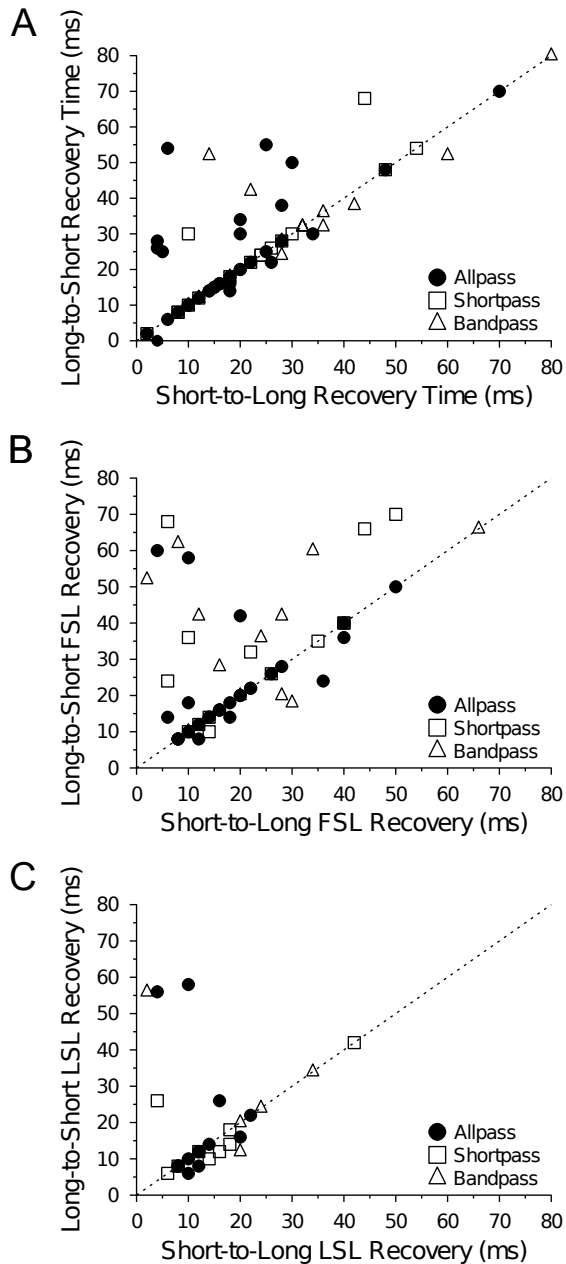 A
Long-to-Short Recovery Time (ms)
80
70
60
50
40
30
20
10
0
0 10 20 30 40 50 60 70 80
Short-to-Long Recovery Time (ms)
Allpass
Shortpass
Bandpass
B
Long-to-Short FSL Recovery (ms)
80
70
60
50
40
30
20
10
0
0 10 20 30 40 50 60 70 80
Short-to-Long FSL Recovery (ms)
Allpass
Shortpass
Bandpass
C
Long-to-Short LSL Recovery (ms)
80
70
60
50
40
30
20
10
0
0 10 20 30 40 50 60 70 80
Short-to-Long LSL Recovery (ms)
Allpass
Shortpass
Bandpass